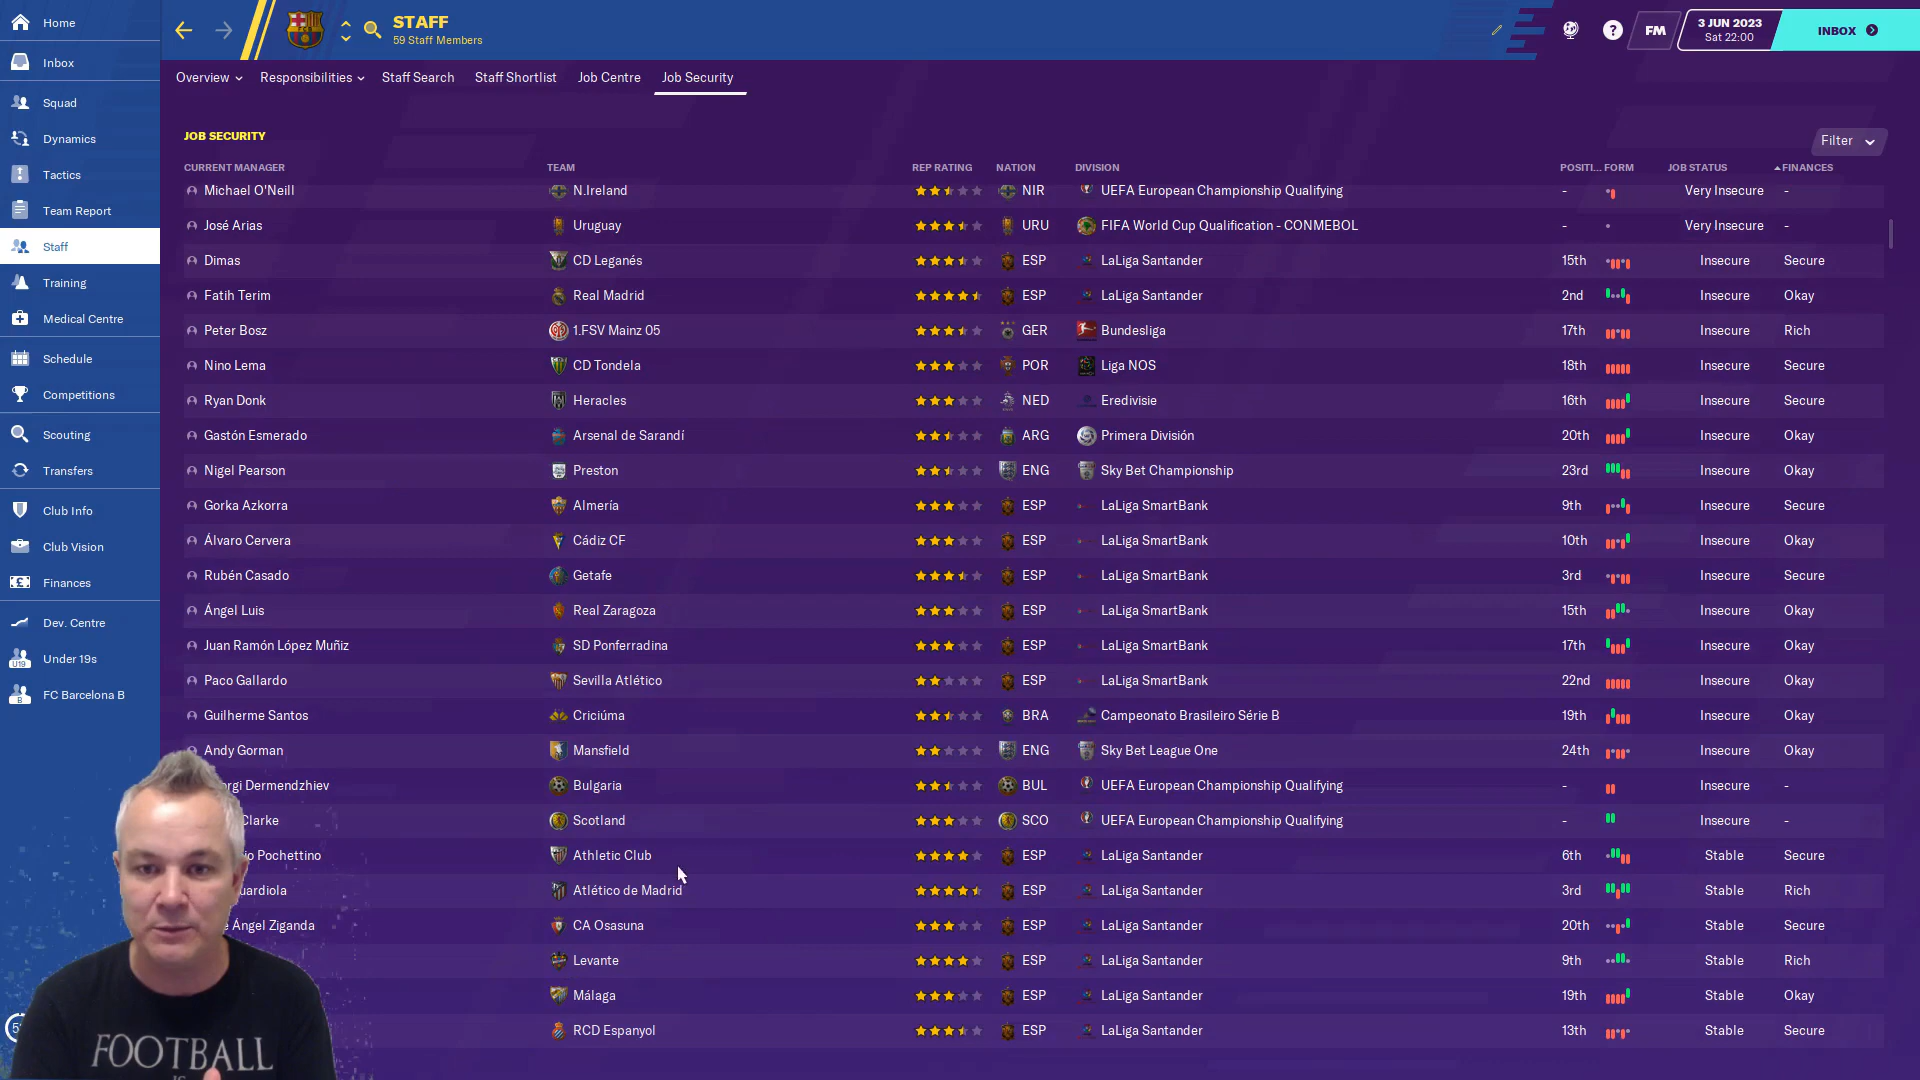 Home
Inbox
Squad
Dynamics
Tactics
Team Report
Staff
Training
Medical Centre
Schedule
Competitions
Scouting
Transfers
Club Info
Club Vision
Finances
Dev. Centre
Under 19s
FC Barcelona B
STAFF
59 Staff Members
FM
3 JUN 2023
Sat 22:00
INBOX
Overview Responsibilities Staff Search Staff Shortlist Job Centre Job Security
JOB SECURITY
Filter
CURRENT MANAGER TEAM REP RATING NATION DIVISION POSITI... FORM JOB STATUS FINANCES
Michael O'Neill N.Ireland NIR UEFA European Championship Qualifying - Very Insecure -
José Arias Uruguay URU FIFA World Cup Qualification - CONMEBOL - Very Insecure -
Dimas CD Leganés ESP LaLiga Santander 15th Insecure Secure
Fatih Terim Real Madrid ESP LaLiga Santander 2nd Insecure Okay
Peter Bosz 1.FSV Mainz 05 GER Bundesliga 17th Insecure Rich
Nino Lema CD Tondela POR Liga NOS 18th Insecure Secure
Ryan Donk Heracles NED Eredivisie 16th Insecure Secure
Gastón Esmerado Arsenal de Sarandí ARG Primera División 20th Insecure Okay
Nigel Pearson Preston ENG Sky Bet Championship 23rd Insecure Okay
Gorka Azkorra Almería ESP LaLiga SmartBank 9th Insecure Secure
Álvaro Cervera Cádiz CF ESP LaLiga SmartBank 10th Insecure Okay
Rubén Casado Getafe ESP LaLiga SmartBank 3rd Insecure Secure
Ángel Luis Real Zaragoza ESP LaLiga SmartBank 15th Insecure Okay
Juan Ramón López Muñiz SD Ponferradina ESP LaLiga SmartBank 17th Insecure Okay
Paco Gallardo Sevilla Atlético ESP LaLiga SmartBank 22nd Insecure Okay
Guilherme Santos Criciúma BRA Campeonato Brasileiro Série B 19th Insecure Okay
Andy Gorman Mansfield ENG Sky Bet League One 24th Insecure Okay
Dermendzhiev Bulgaria BUL UEFA European Championship Qualifying - Insecure -
Clarke Scotland SCO UEFA European Championship Qualifying - Insecure -
Pochettino Athletic Club ESP LaLiga Santander 6th Stable Secure
Atlético de Madrid ESP LaLiga Santander 3rd Stable Rich
Ángel Ziganda CA Osasuna ESP LaLiga Santander 20th Stable Secure
Levante ESP LaLiga Santander 9th Stable Rich
Málaga ESP LaLiga Santander 19th Stable Okay
RCD Espanyol ESP LaLiga Santander 13th Stable Secure
FOOTBALL